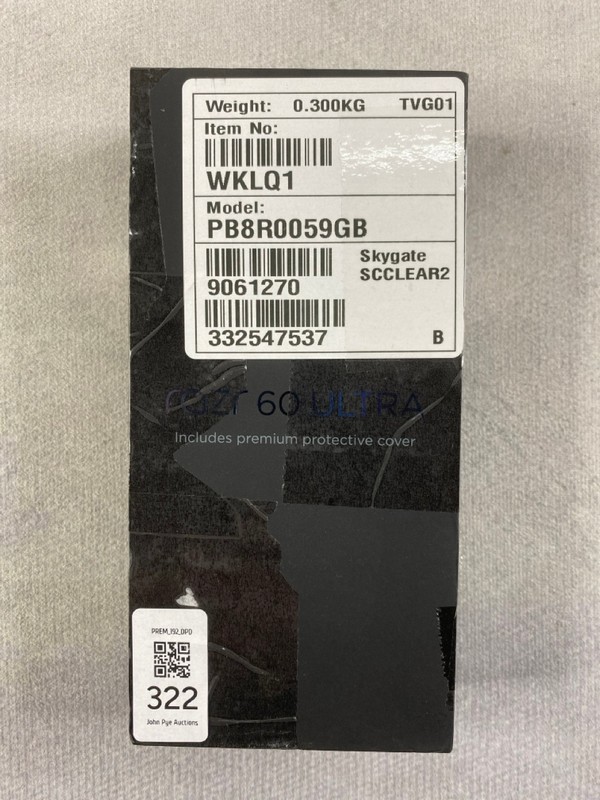 Weight: 0.300KG TVG01
Item No:
WKLQ1
Model:
PB8R0059GB
Skygate
SCCLEAR2
9061270
332547537 B
razr 60 ULTRA
Includes premium protective cover
PREM_192_DPD
322
John Pye Auctions